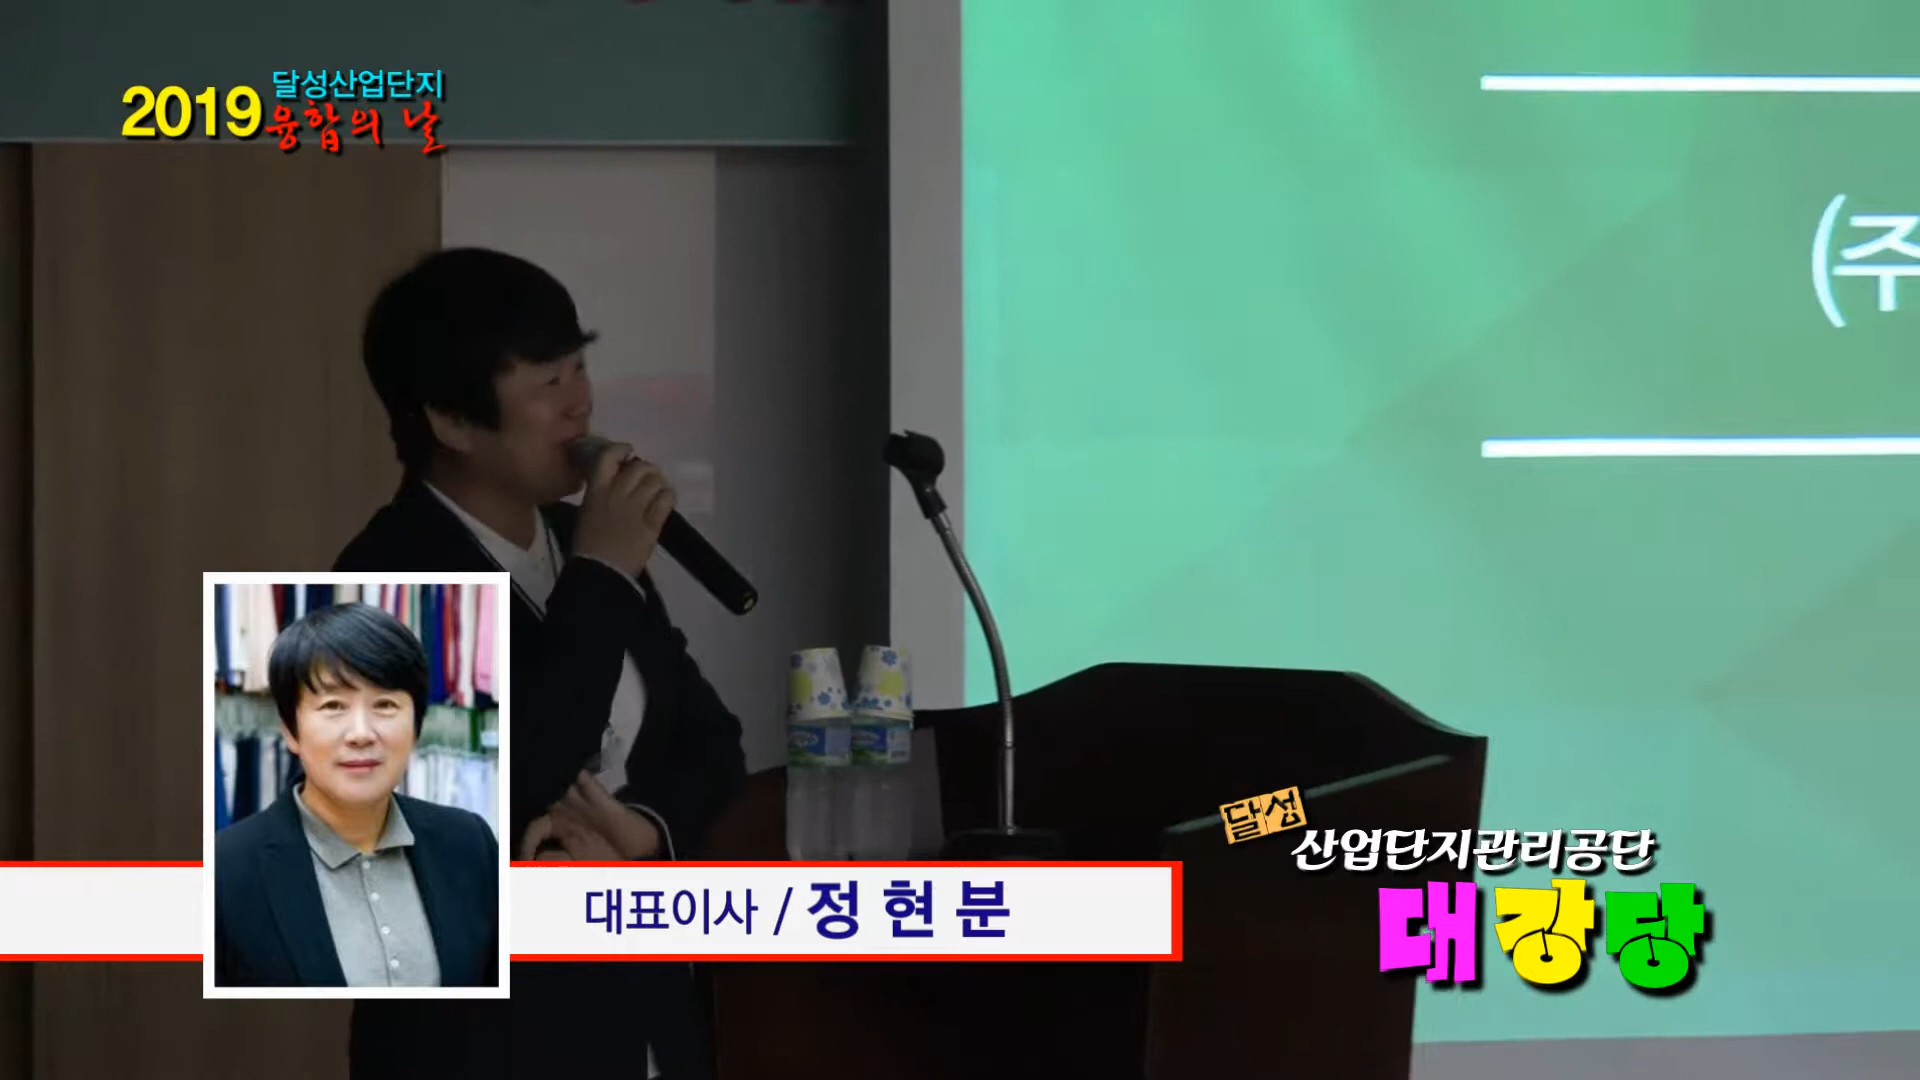 2019 달성산업단지
융합의 날
(주
대표이사 / 정현분
달성
산업단지관리공단
대강당